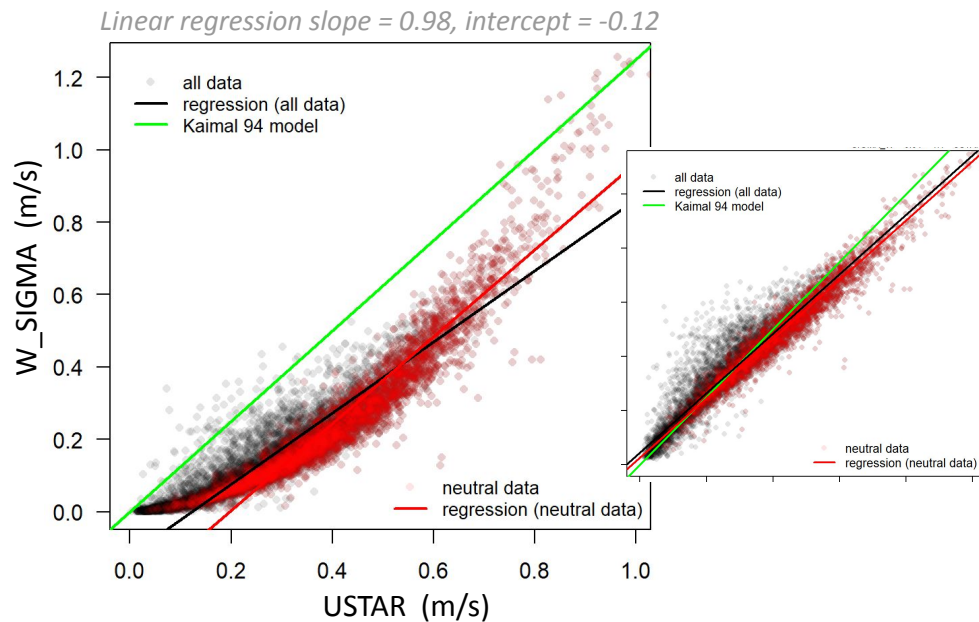 Linear regression slope = 0.98, intercept = -0.12
all data
regression (all data)
Kaimal 94 model
neutral data
regression (neutral data)
W_SIGMA (m/s)
1.2
1.0
0.8
0.6
0.4
0.2
0.0
0.0 0.2 0.4 0.6 0.8 1.0
USTAR (m/s)
all data
regression (all data)
Kaimal 94 model
neutral data
regression (neutral data)